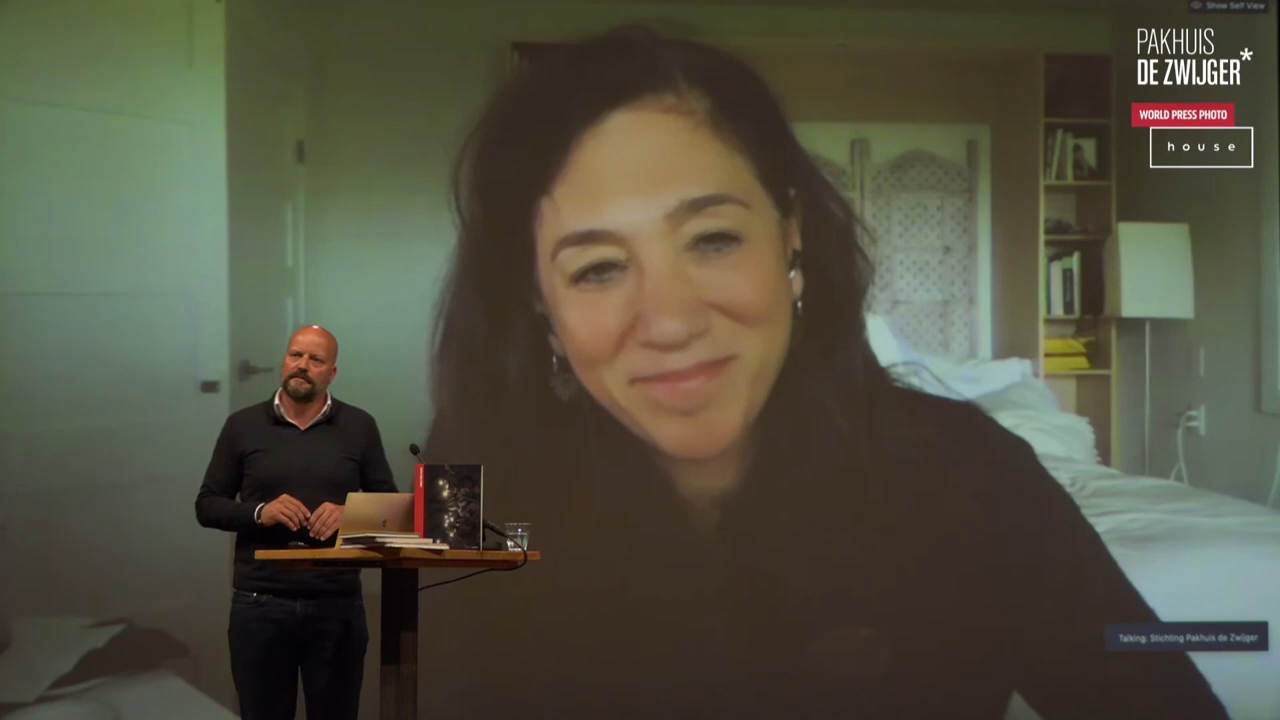 Show Self View
PAKHUIS
DE ZWIJGER*
WORLD PRESS PHOTO
house
Talking: Stichting Pakhuis de Zwijger